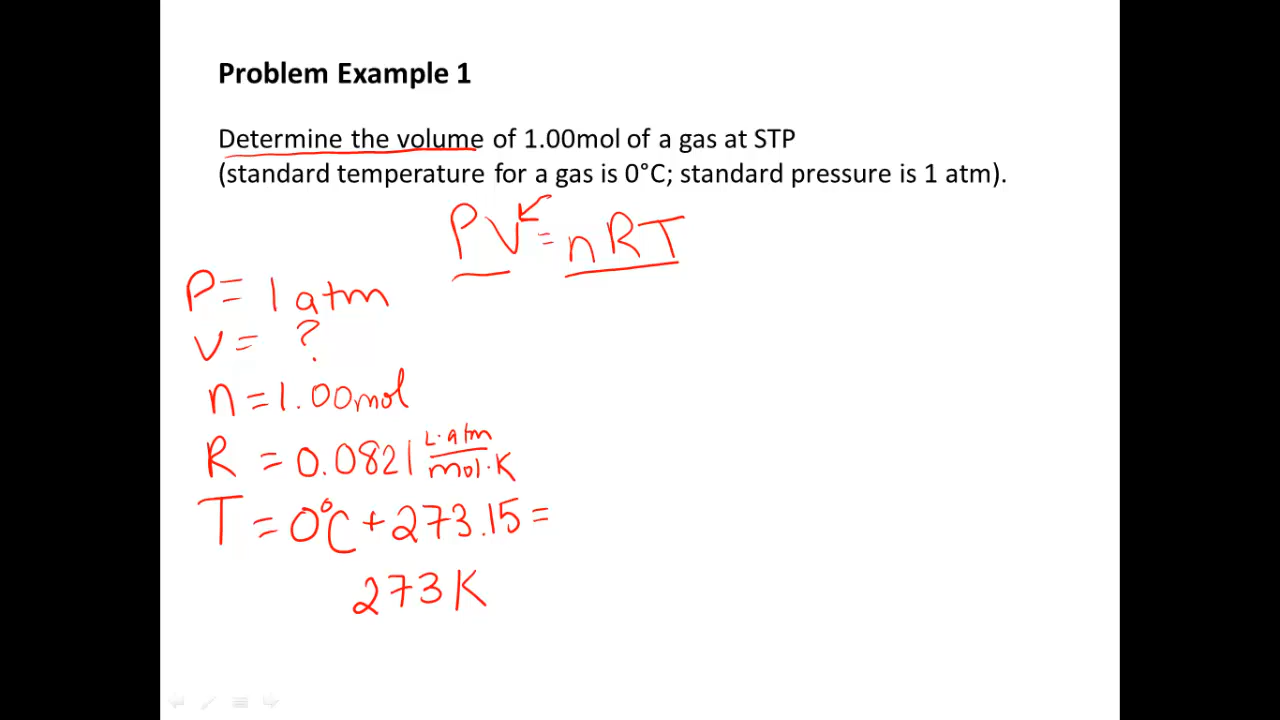 Problem Example 1
Determine the volume of 1.00mol of a gas at STP
(standard temperature for a gas is 0°C; standard pressure is 1 atm).
PV = nRT
P = 1 atm
V = ?
n = 1.00mol
R = 0.0821 L·atm / mol·K
T = 0°C + 273.15 =
273 K